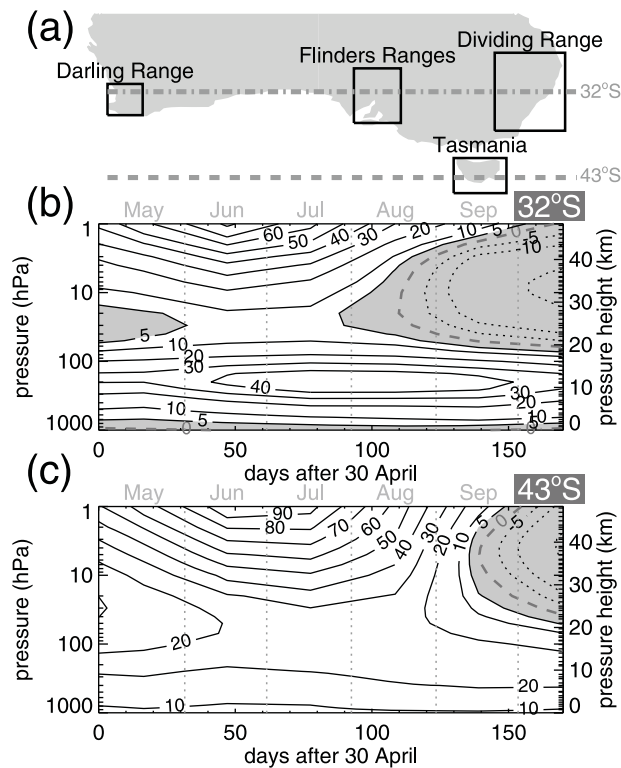 (a)
Dividing Range
Flinders Ranges
Darling Range
32°S
Tasmania
43°S
(b)
May Jun Jul Aug Sep 32°S
pressure (hPa)
1
10
100
1000
60 50 40 30 20 10 5 0 -5
-10
5
10
20
30
40
30
20
10
10
5
0
5
0
40
30
20
10
0
pressure height (km)
0 50 100 150
days after 30 April
(c)
May Jun Jul Aug Sep 43°S
pressure (hPa)
1
10
100
1000
90
80
70 60 50 40 30 20 10 5 0 -5
20
20
10
10
40
30
20
10
0
pressure height (km)
0 50 100 150
days after 30 April